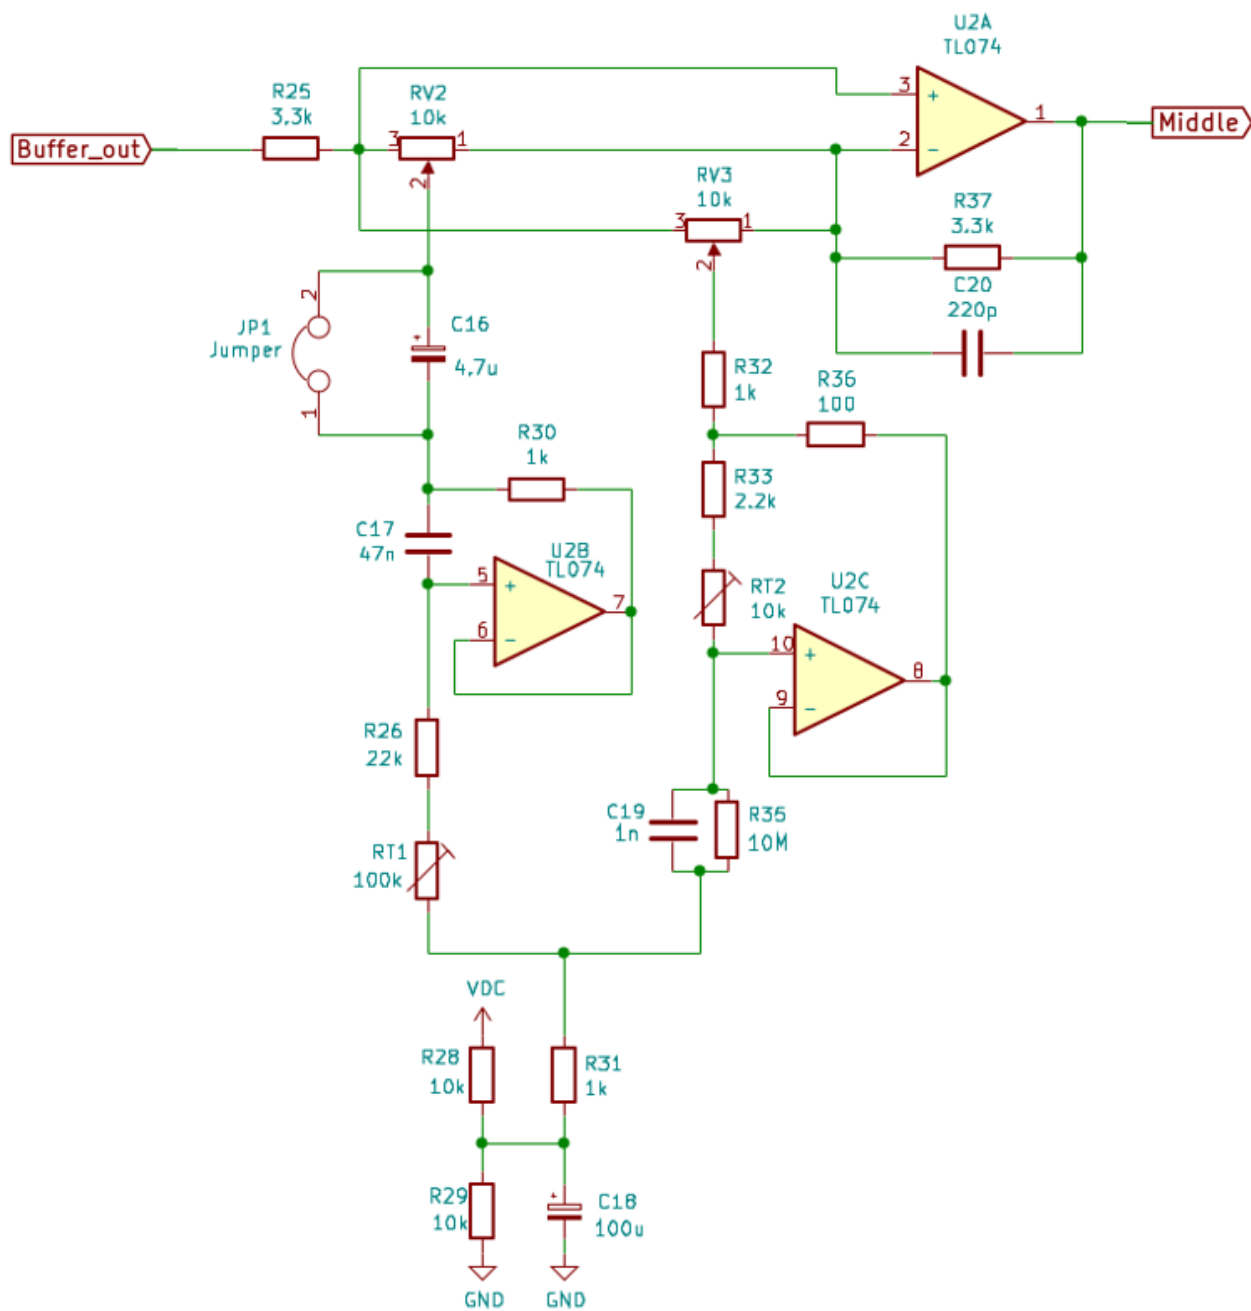 U2A
TL074
R25
3.3k
RV2
10k
3
1
2
Buffer_out
3
2
1
+
−
Middle
RV3
10k
3
1
2
R37
3.3k
C20
220p
2
JP1
Jumper
1
+
C16
4.7u
R32
1k
R36
100
R30
1k
R33
2.2k
C17
47n
U2B
TL074
5
6
7
+
−
RT2
10k
U2C
TL074
10
9
8
+
−
R26
22k
C19
1n
R35
10M
RT1
100k
VDC
R28
10k
R31
1k
R29
10k
+
C18
100u
GND
GND